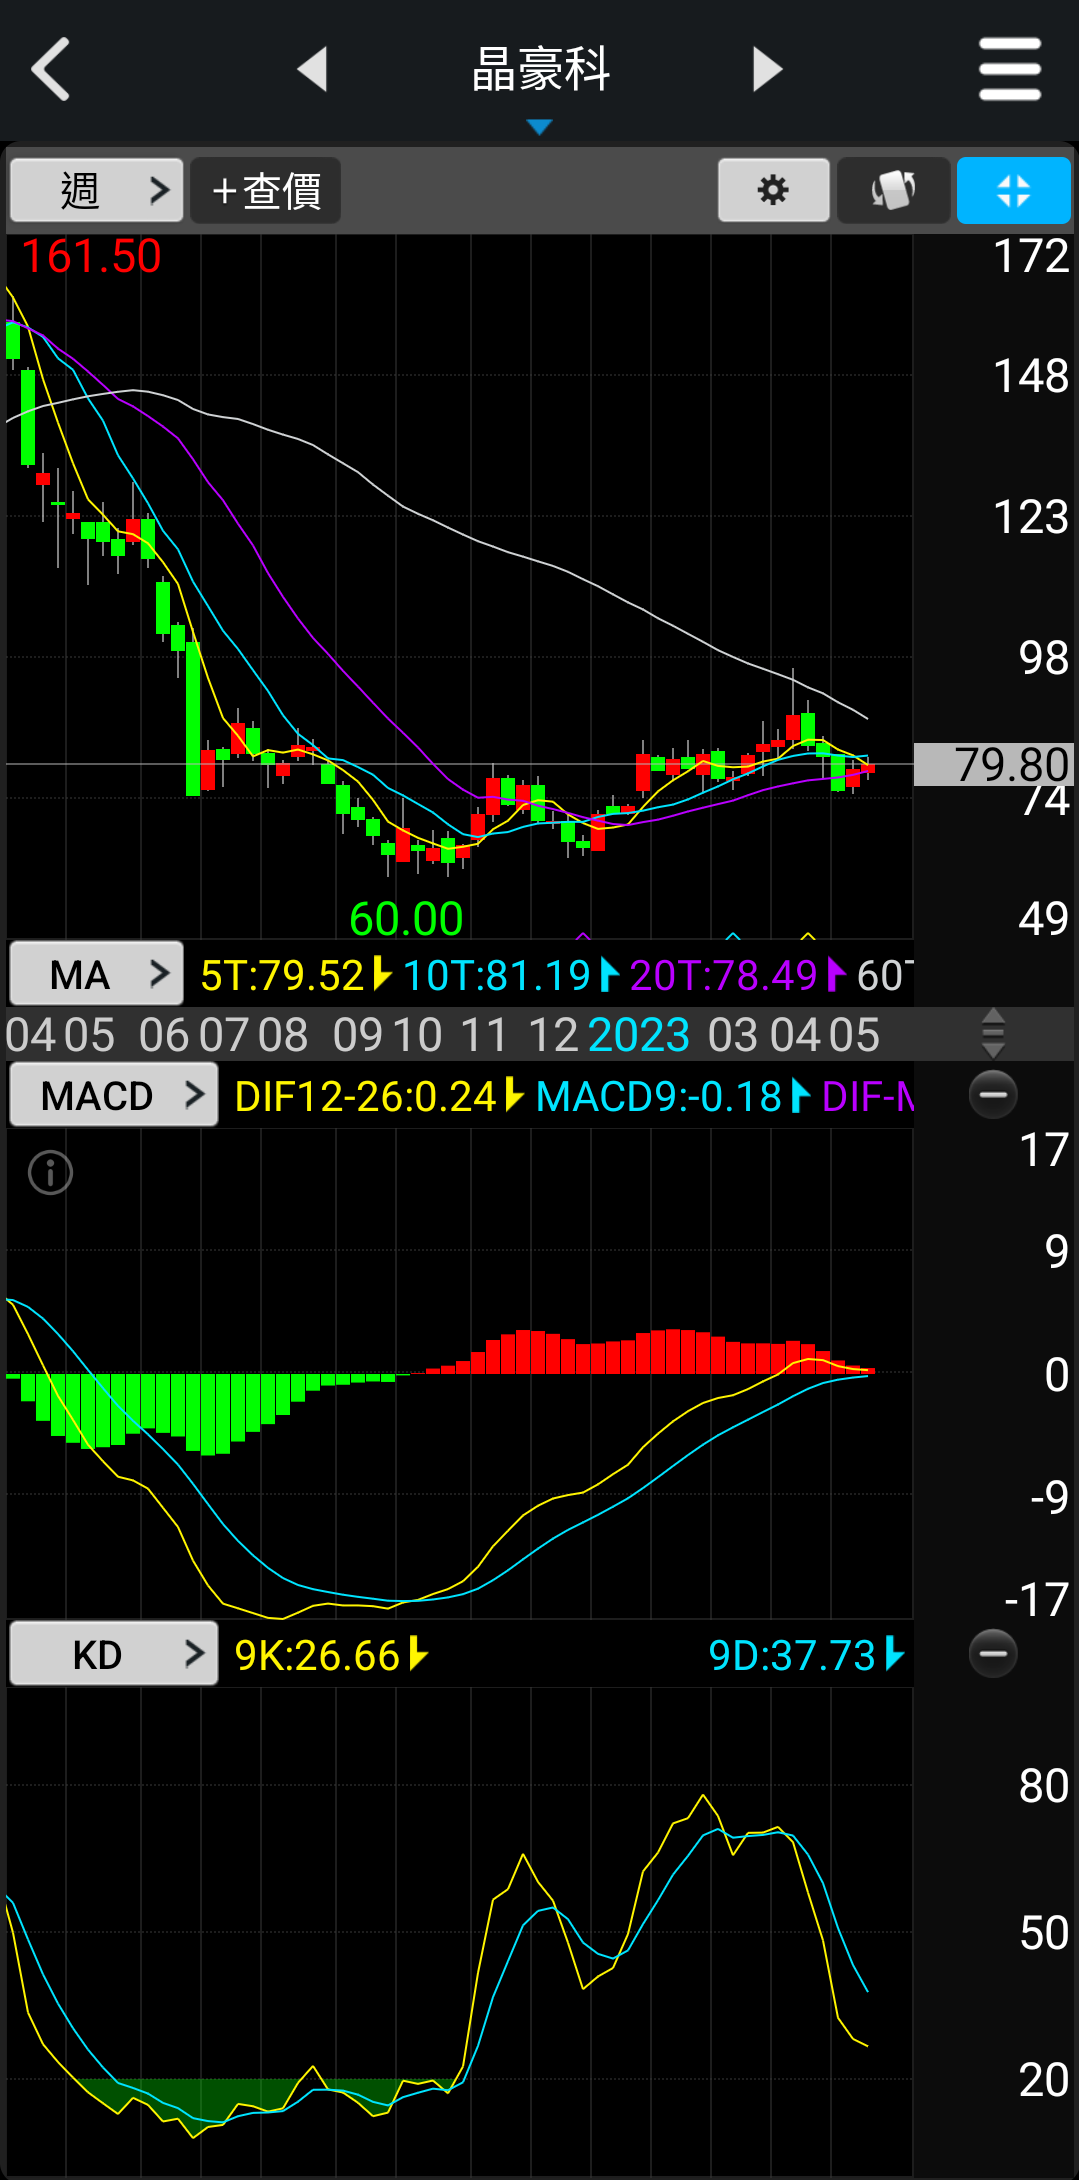 晶豪科
週 +查價
161.50
172
148
123
98
79.80
74
60.00
49
MA 5T:79.52 10T:81.19 20T:78.49 60T
04 05 06 07 08 09 10 11 12 2023 03 04 05
MACD DIF12-26:0.24 MACD9:-0.18 DIF-M
17
9
0
-9
-17
KD 9K:26.66 9D:37.73
80
50
20